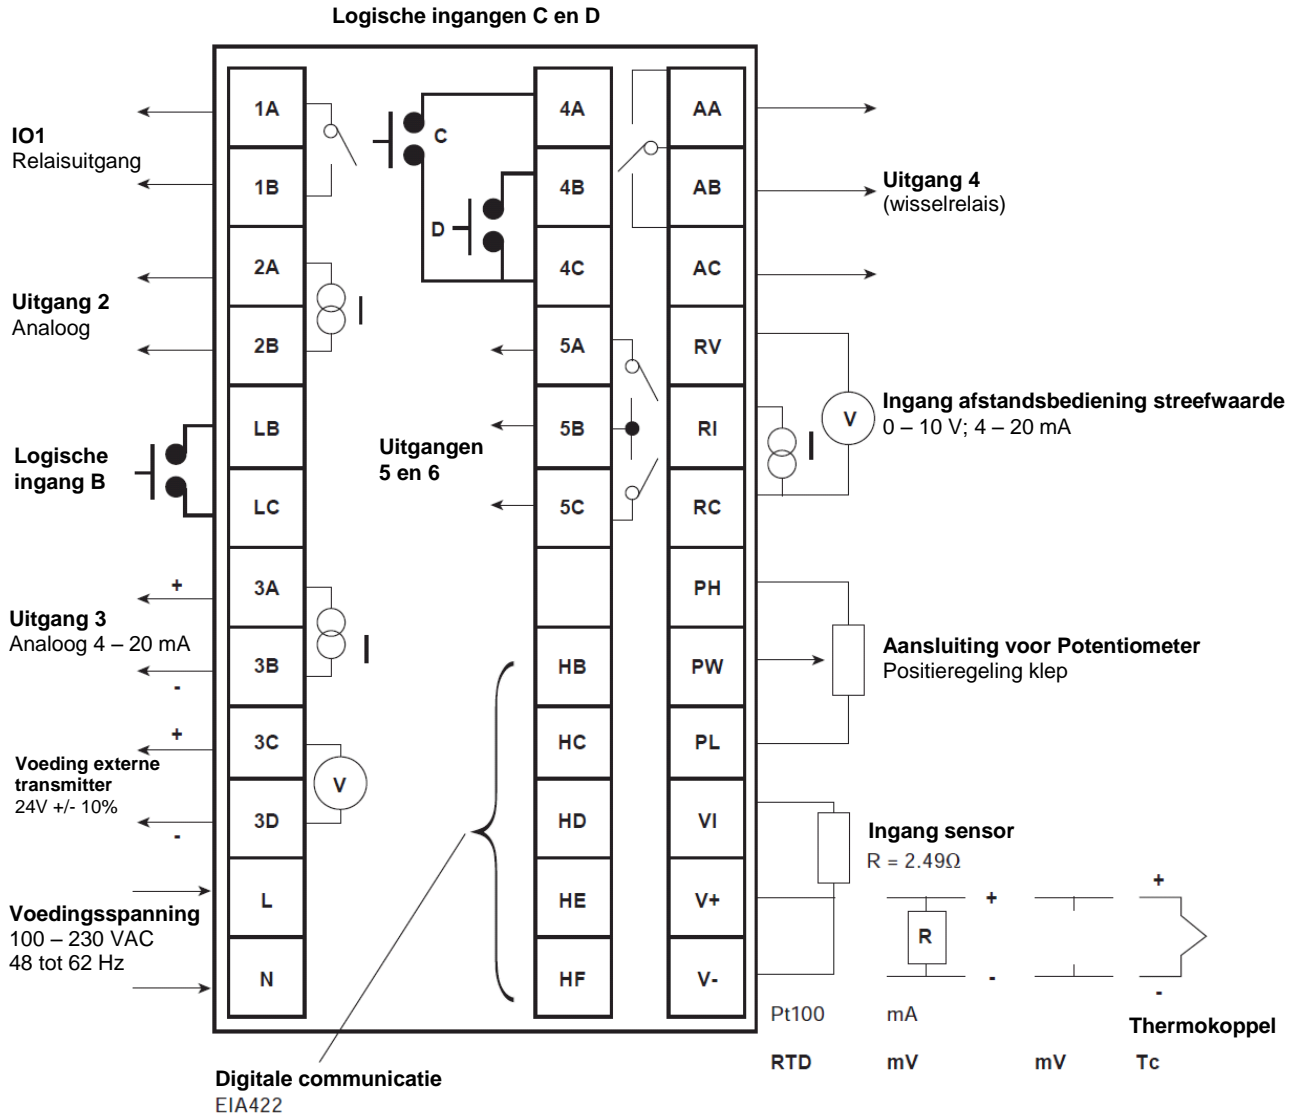 Logische ingangen C en D
IO1
Relaisuitgang
Uitgang 2
Analoog
Logische
ingang B
Uitgang 3
Analoog 4 – 20 mA
+
-
Voeding externe
transmitter
24V +/- 10%
+
-
Voedingsspanning
100 – 230 VAC
48 tot 62 Hz
1A
1B
2A
2B
LB
LC
3A
3B
3C
3D
L
N
I
I
V
C
D
Uitgangen
5 en 6
4A
4B
4C
5A
5B
5C
HB
HC
HD
HE
HF
AA
AB
AC
RV
RI
RC
PH
PW
PL
VI
V+
V-
Uitgang 4
(wisselrelais)
I
V
Ingang afstandsbediening streefwaarde
0 – 10 V; 4 – 20 mA
Aansluiting voor Potentiometer
Positieregeling klep
Ingang sensor
R = 2.49Ω
R
+
-
+
-
Pt100 mA
Thermokoppel
RTD mV mV Tc
Digitale communicatie
EIA422